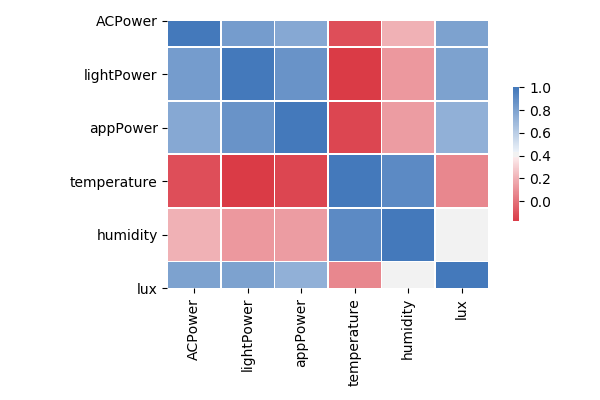 ACPower
lightPower
appPower
temperature
humidity
lux
1.0
0.8
0.6
0.4
0.2
0.0
ACPower
lightPower
appPower
temperature
humidity
lux